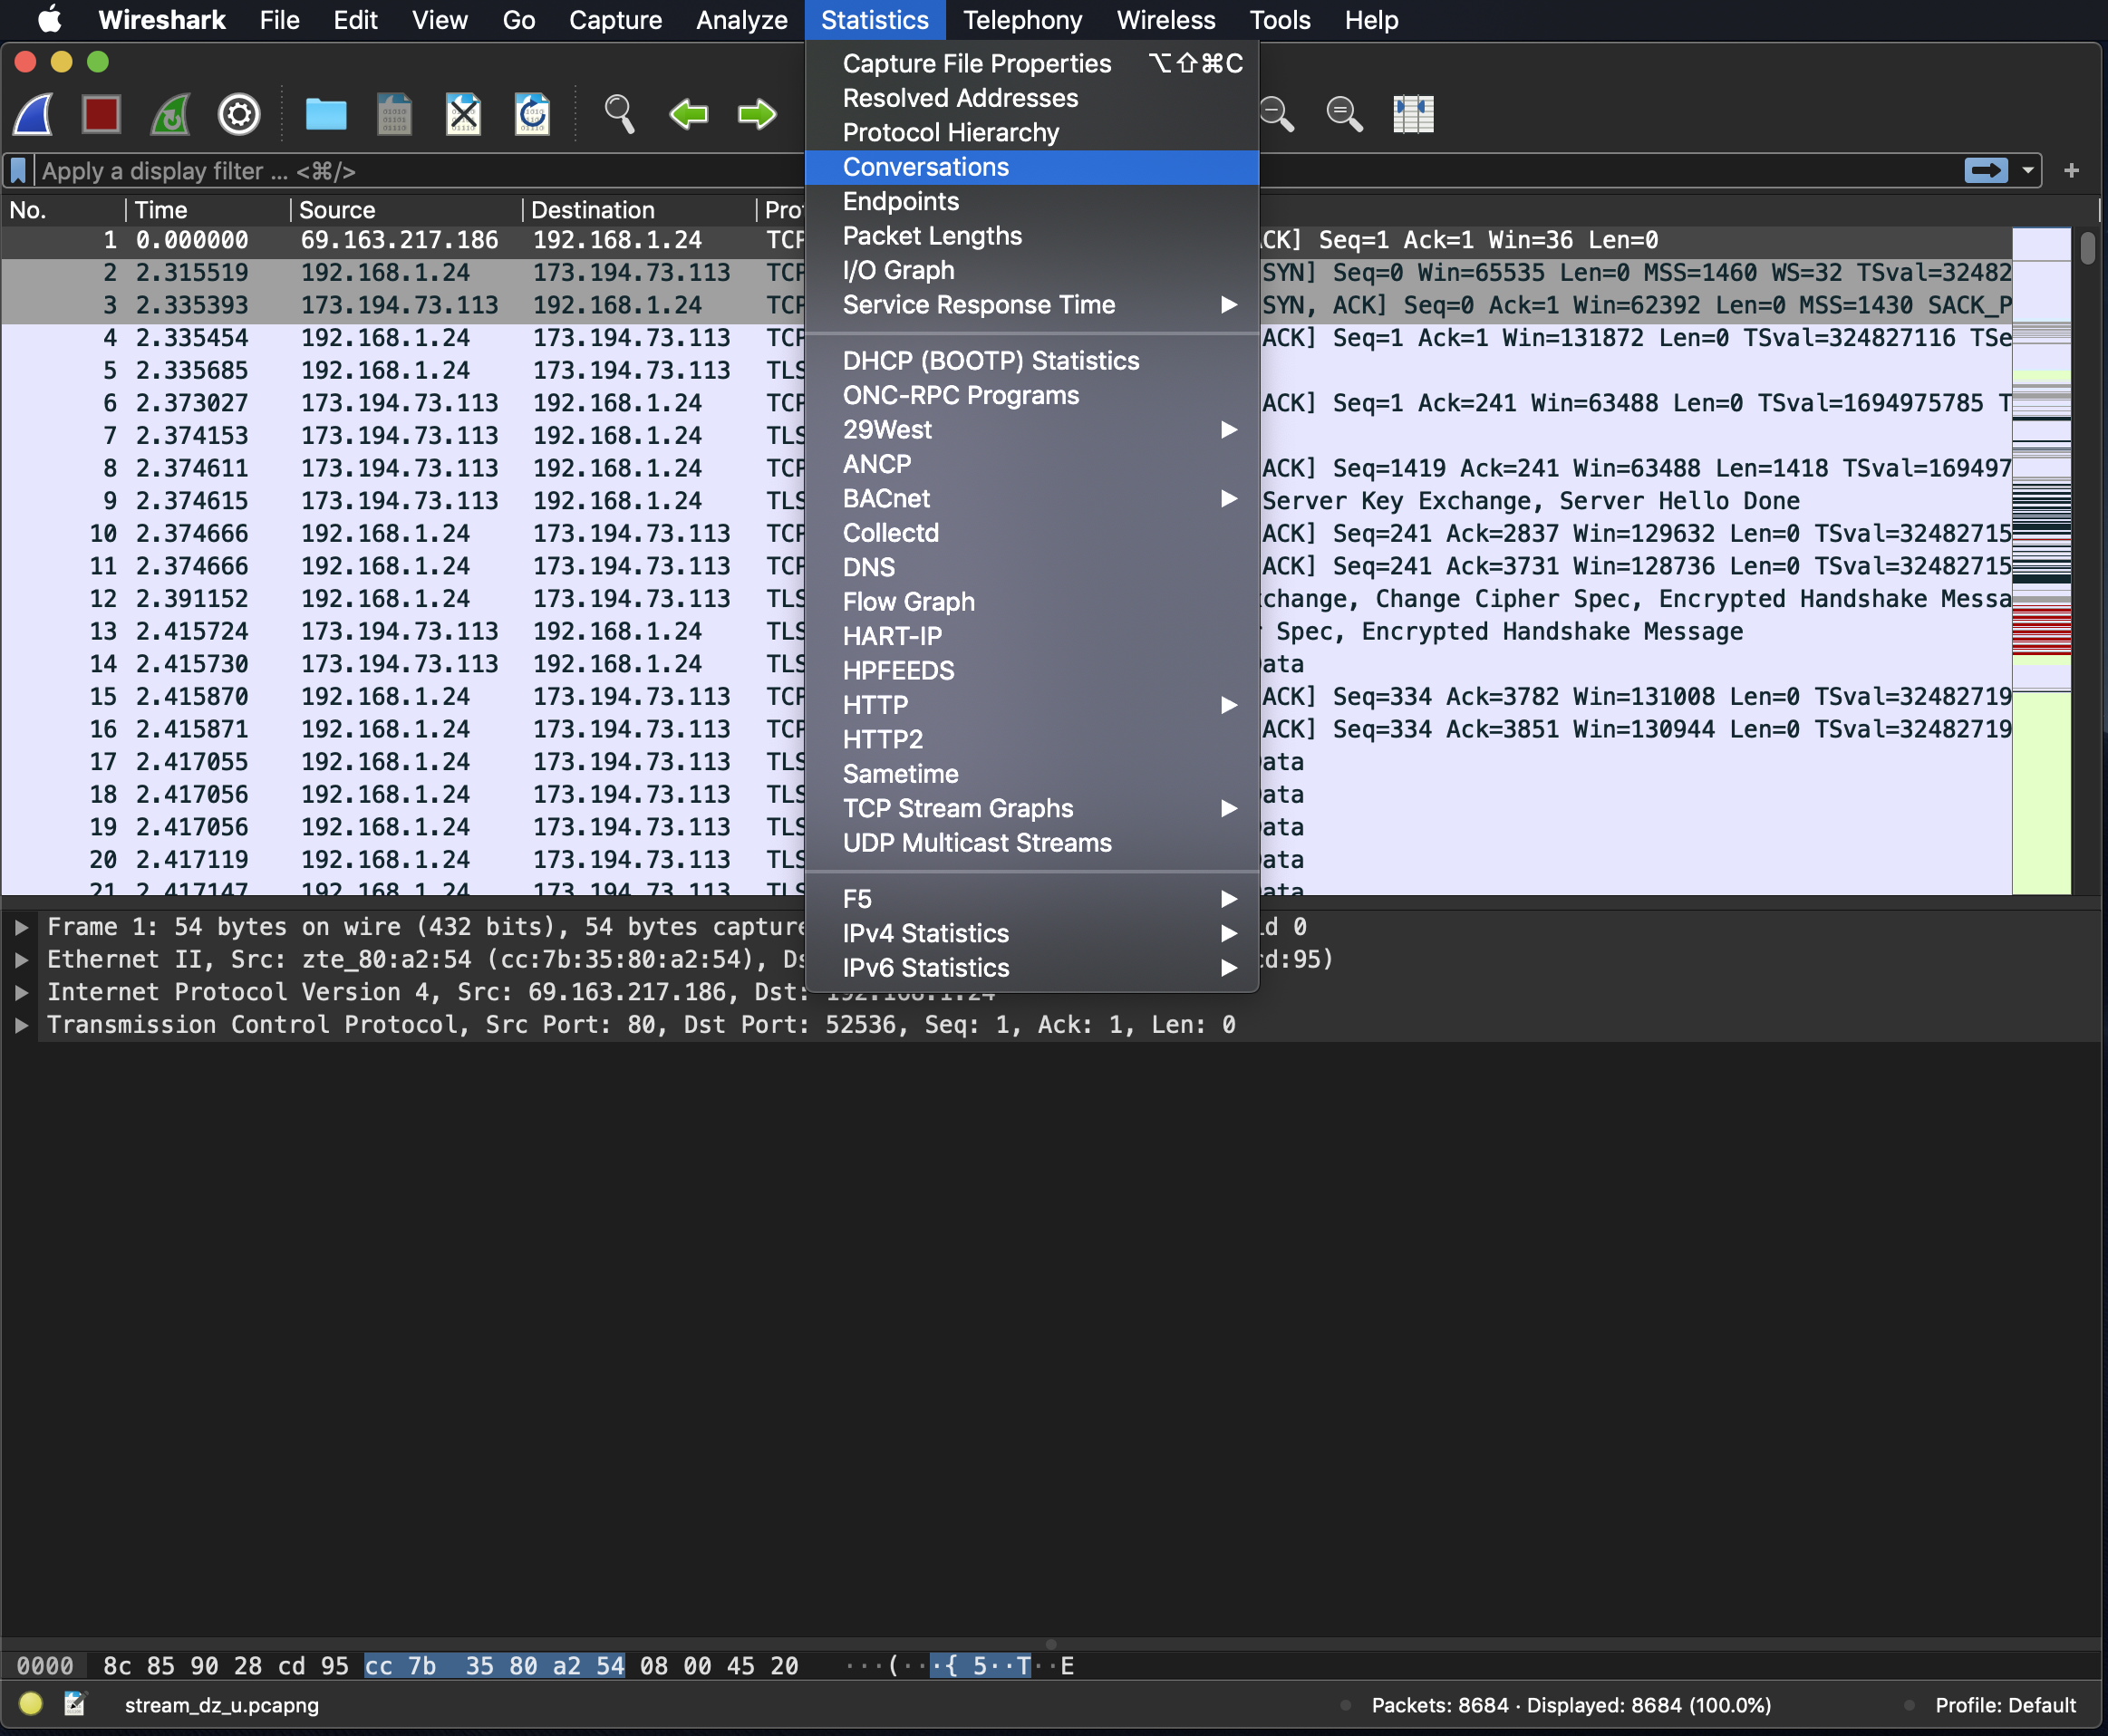 Wireshark File Edit View Go Capture Analyze Statistics Telephony Wireless Tools Help
Capture File Properties ⌥⇧⌘C
Resolved Addresses
Protocol Hierarchy
Conversations
Endpoints
Packet Lengths
I/O Graph
Service Response Time
DHCP (BOOTP) Statistics
ONC-RPC Programs
29West
ANCP
BACnet
Collectd
DNS
Flow Graph
HART-IP
HPFEEDS
HTTP
HTTP2
Sametime
TCP Stream Graphs
UDP Multicast Streams
F5
IPv4 Statistics
IPv6 Statistics
Apply a display filter ... <⌘/>
No. Time Source Destination
1 0.000000 69.163.217.186 192.168.1.24 TCP Seq=1 Ack=1 Win=36 Len=0
2 2.315519 192.168.1.24 173.194.73.113 TCP SYN] Seq=0 Win=65535 Len=0 MSS=1460 WS=32 TSval=32482
3 2.335393 173.194.73.113 192.168.1.24 TCP SYN, ACK] Seq=0 Ack=1 Win=62392 Len=0 MSS=1430 SACK_P
4 2.335454 192.168.1.24 173.194.73.113 TCP ACK] Seq=1 Ack=1 Win=131872 Len=0 TSval=324827116 TSe
5 2.335685 192.168.1.24 173.194.73.113 TLS
6 2.373027 173.194.73.113 192.168.1.24 TCP ACK] Seq=1 Ack=241 Win=63488 Len=0 TSval=1694975785 T
7 2.374153 173.194.73.113 192.168.1.24 TLS
8 2.374611 173.194.73.113 192.168.1.24 TCP ACK] Seq=1419 Ack=241 Win=63488 Len=1418 TSval=169497
9 2.374615 173.194.73.113 192.168.1.24 TLS Server Key Exchange, Server Hello Done
10 2.374666 192.168.1.24 173.194.73.113 TCP ACK] Seq=241 Ack=2837 Win=129632 Len=0 TSval=32482715
11 2.374666 192.168.1.24 173.194.73.113 TCP ACK] Seq=241 Ack=3731 Win=128736 Len=0 TSval=32482715
12 2.391152 192.168.1.24 173.194.73.113 TLS change, Change Cipher Spec, Encrypted Handshake Messa
13 2.415724 173.194.73.113 192.168.1.24 TLS Spec, Encrypted Handshake Message
14 2.415730 173.194.73.113 192.168.1.24 TLS ata
15 2.415870 192.168.1.24 173.194.73.113 TCP ACK] Seq=334 Ack=3782 Win=131008 Len=0 TSval=32482719
16 2.415871 192.168.1.24 173.194.73.113 TCP ACK] Seq=334 Ack=3851 Win=130944 Len=0 TSval=32482719
17 2.417055 192.168.1.24 173.194.73.113 TLS ata
18 2.417056 192.168.1.24 173.194.73.113 TLS ata
19 2.417056 192.168.1.24 173.194.73.113 TLS ata
20 2.417119 192.168.1.24 173.194.73.113 TLS ata
21 2.417147 192.168.1.24 173.194.73.113 TLS ata
Frame 1: 54 bytes on wire (432 bits), 54 bytes capture d 0
Ethernet II, Src: zte_80:a2:54 (cc:7b:35:80:a2:54), Ds cd:95)
Internet Protocol Version 4, Src: 69.163.217.186, Dst: 192.168.1.24
Transmission Control Protocol, Src Port: 80, Dst Port: 52536, Seq: 1, Ack: 1, Len: 0
0000 8c 85 90 28 cd 95 cc 7b 35 80 a2 54 08 00 45 20 ···(···{ 5··T··E
stream_dz_u.pcapng Packets: 8684 · Displayed: 8684 (100.0%) Profile: Default